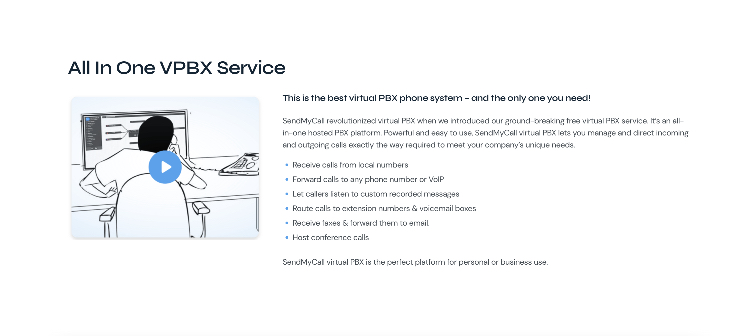 All In One VPBX Service
This is the best virtual PBX phone system – and the only one you need!
SendMyCall revolutionized virtual PBX when we introduced our ground-breaking free virtual PBX service. It's an all-
in-one hosted PBX platform. Powerful and easy to use, SendMyCall virtual PBX lets you manage and direct incoming
and outgoing calls exactly the way required to meet your company's unique needs.
Receive calls from local numbers
Forward calls to any phone number or VoIP
Let callers listen to custom recorded messages
Route calls to extension numbers & voicemail boxes
Receive faxes & forward them to email
Host conference calls
SendMyCall virtual PBX is the perfect platform for personal or business use.